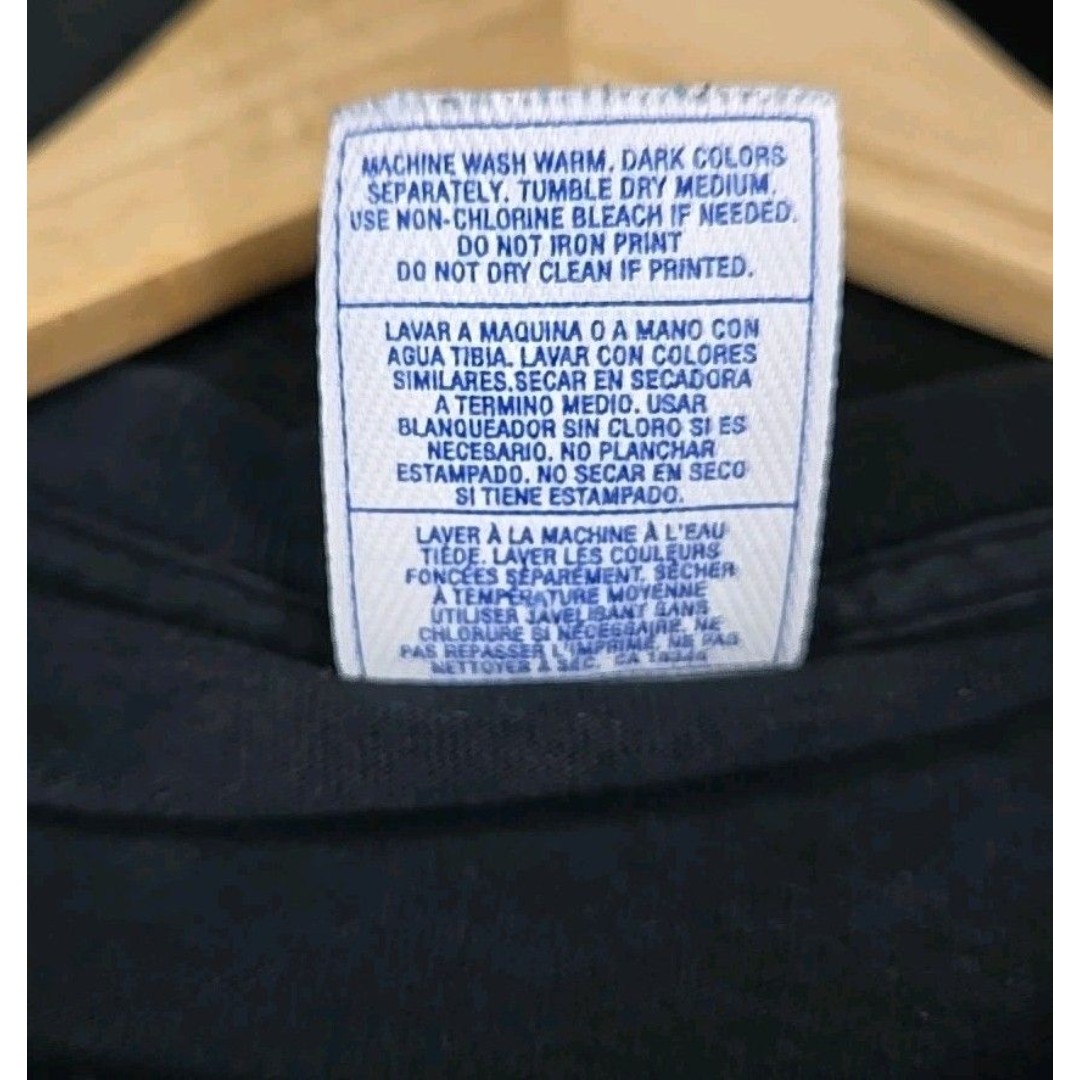 MACHINE WASH WARM. DARK COLORS
SEPARATELY. TUMBLE DRY MEDIUM.
USE NON-CHLORINE BLEACH IF NEEDED.
DO NOT IRON PRINT
DO NOT DRY CLEAN IF PRINTED.
LAVAR A MAQUINA O A MANO CON
AGUA TIBIA. LAVAR CON COLORES
SIMILARES.SECAR EN SECADORA
A TERMINO MEDIO. USAR
BLANQUEADOR SIN CLORO SI ES
NECESARIO. NO PLANCHAR
ESTAMPADO. NO SECAR EN SECO
SI TIENE ESTAMPADO.
LAVER À LA MACHINE À L'EAU
TIÈDE. LAVER LES COULEURS
FONCÉES SÉPARÉMENT. SÉCHER
À TEMPÉRATURE MOYENNE
UTILISER JAVELISANT SANS
CHLORURE SI NÉCESSAIRE. NE
PAS REPASSER L'IMPRIMÉ. NE PAS
NETTOYER À SEC. CA